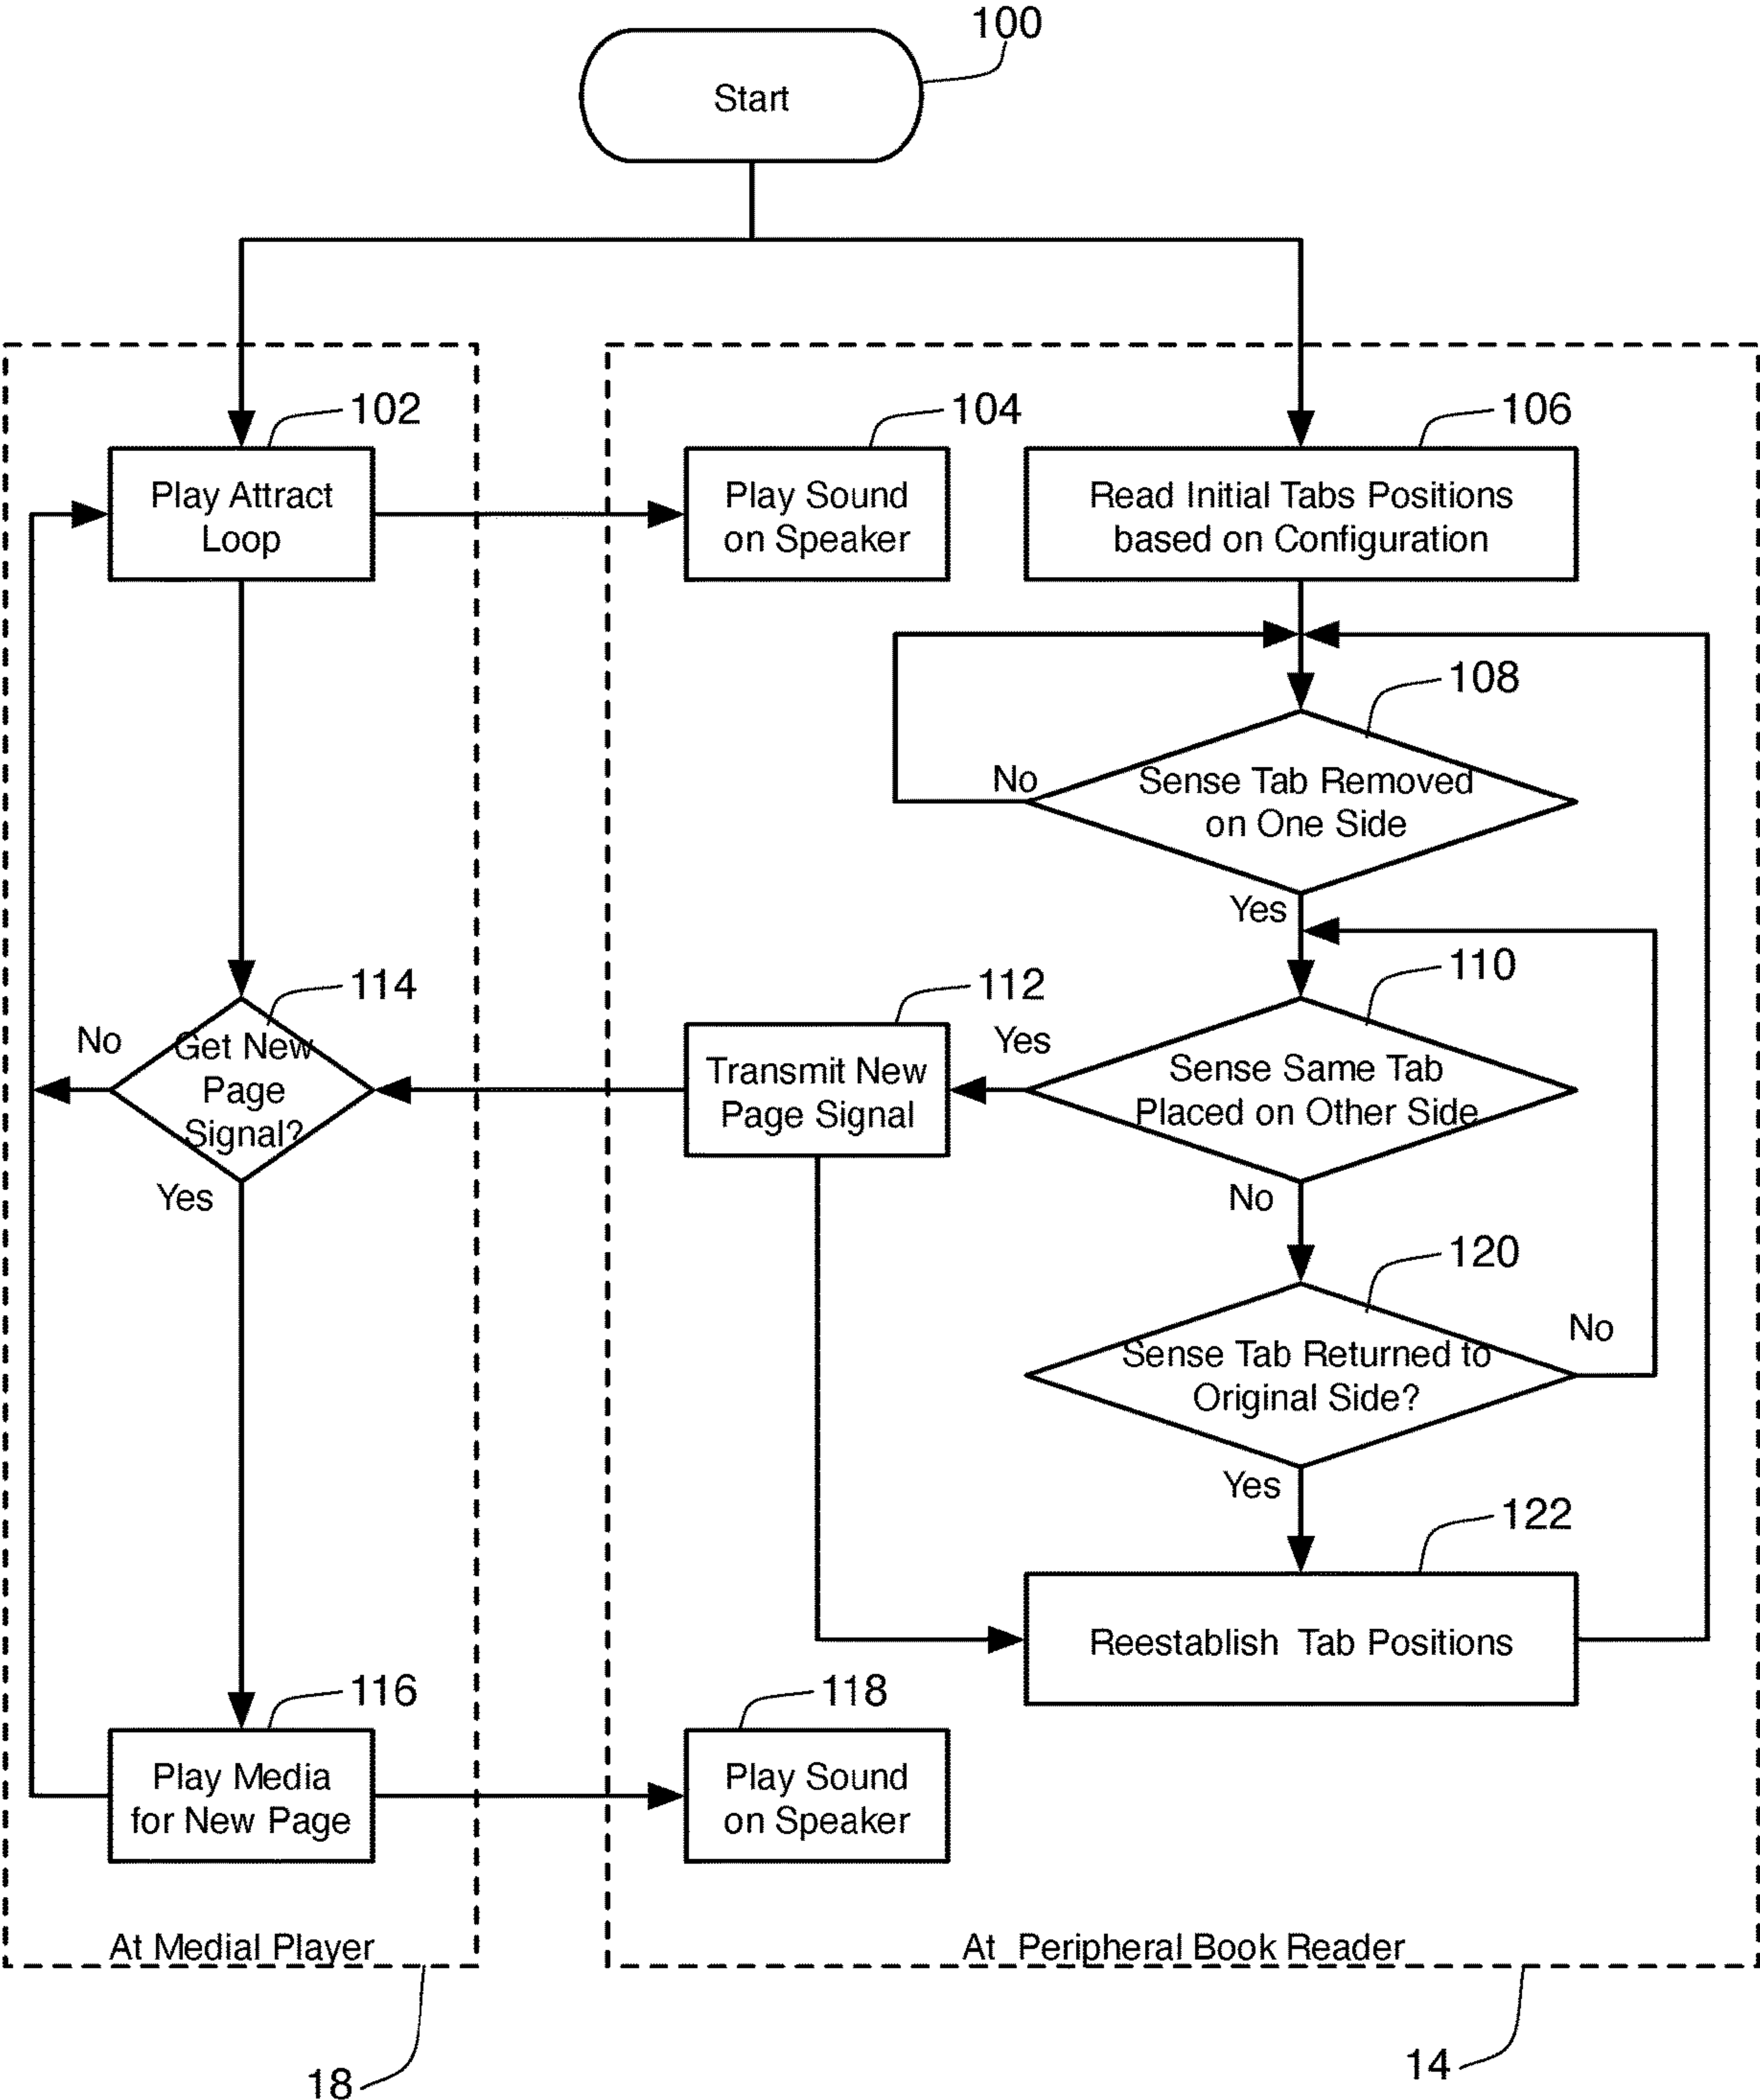 100
Start
102
104
106
Play Attract
Loop
Play Sound
on Speaker
Read Initial Tabs Positions
based on Configuration
108
No
Sense Tab Removed
on One Side
Yes
114
112
110
No
Get New
Page
Signal?
Yes
Transmit New
Page Signal
Yes
Sense Same Tab
Placed on Other Side
No
120
No
Sense Tab Returned to
Original Side?
Yes
122
Reestablish Tab Positions
116
118
Play Media
for New Page
Play Sound
on Speaker
At Medial Player
At Peripheral Book Reader
18
14